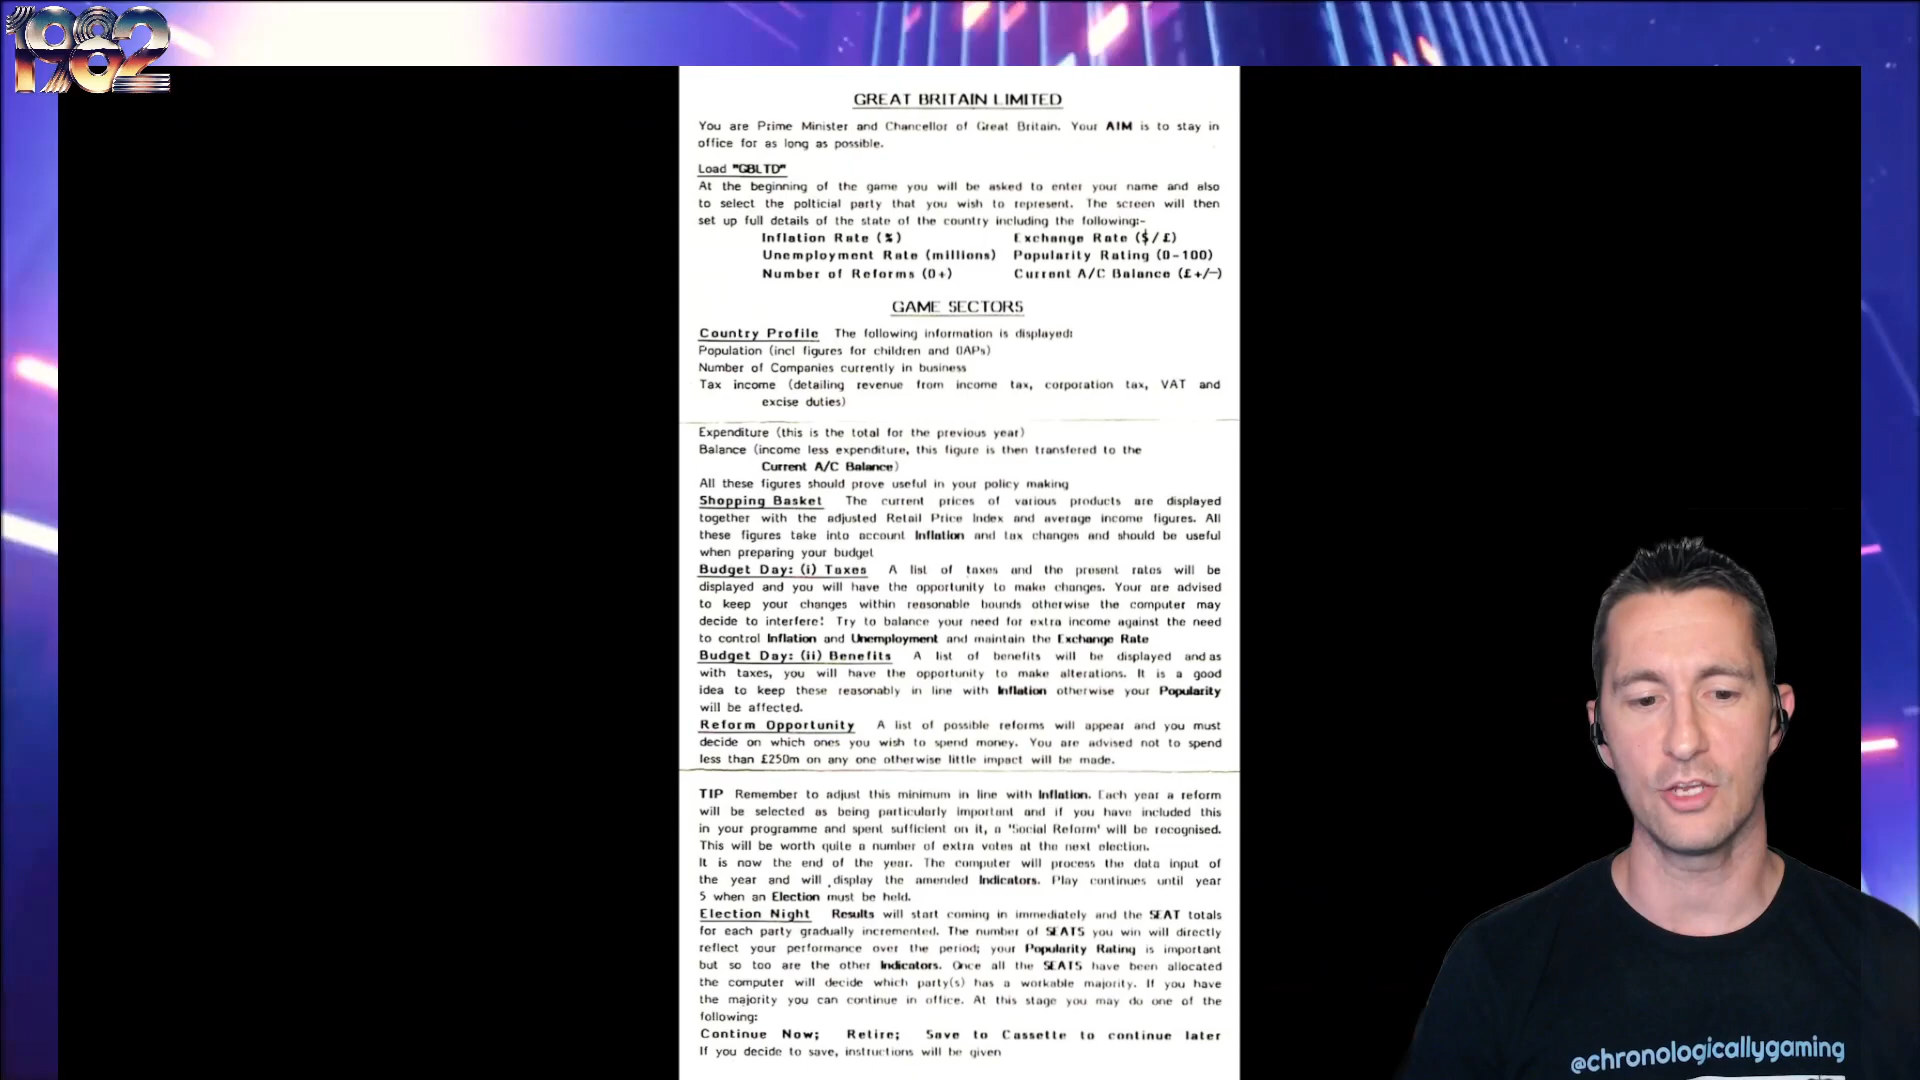 1982
GREAT BRITAIN LIMITED
You are Prime Minister and Chancellor of Great Britain. Your AIM is to stay in
office for as long as possible.
Load "GBLTD"
At the beginning of the game you will be asked to enter your name and also
to select the polticial party that you wish to represent. The screen will then
set up full details of the state of the country including the following:-
Inflation Rate (%) Exchange Rate ($/£)
Unemployment Rate (millions) Popularity Rating (0-100)
Number of Reforms (0+) Current A/C Balance (£+/-)
GAME SECTORS
Country Profile The following information is displayed:
Population (incl figures for children and OAPs)
Number of Companies currently in business
Tax income (detailing revenue from income tax, corporation tax, VAT and
excise duties)
Expenditure (this is the total for the previous year)
Balance (income less expenditure, this figure is then transfered to the
Current A/C Balance)
All these figures should prove useful in your policy making
Shopping Basket The current prices of various products are displayed
together with the adjusted Retail Price Index and average income figures. All
these figures take into account Inflation and tax changes and should be useful
when preparing your budget
Budget Day: (i) Taxes A list of taxes and the present rates will be
displayed and you will have the opportunity to make changes. Your are advised
to keep your changes within reasonable bounds otherwise the computer may
decide to interfere! Try to balance your need for extra income against the need
to control Inflation and Unemployment and maintain the Exchange Rate
Budget Day: (ii) Benefits A list of benefits will be displayed and as
with taxes, you will have the opportunity to make alterations. It is a good
idea to keep these reasonably in line with Inflation otherwise your Popularity
will be affected.
Reform Opportunity A list of possible reforms will appear and you must
decide on which ones you wish to spend money. You are advised not to spend
less than £250m on any one otherwise little impact will be made.
TIP Remember to adjust this minimum in line with Inflation. Each year a reform
will be selected as being particularly important and if you have included this
in your programme and spent sufficient on it, a 'Social Reform' will be recognised.
This will be worth quite a number of extra votes at the next election.
It is now the end of the year. The computer will process the data input of
the year and will display the amended Indicators. Play continues until year
5 when an Election must be held.
Election Night Results will start coming in immediately and the SEAT totals
for each party gradually incremented. The number of SEATS you win will directly
reflect your performance over the period; your Popularity Rating is important
but so too are the other Indicators. Once all the SEATS have been allocated
the computer will decide which party(s) has a workable majority. If you have
the majority you can continue in office. At this stage you may do one of the
following:
Continue Now; Retire; Save to Cassette to continue later
If you decide to save, instructions will be given
@chronologicallygaming